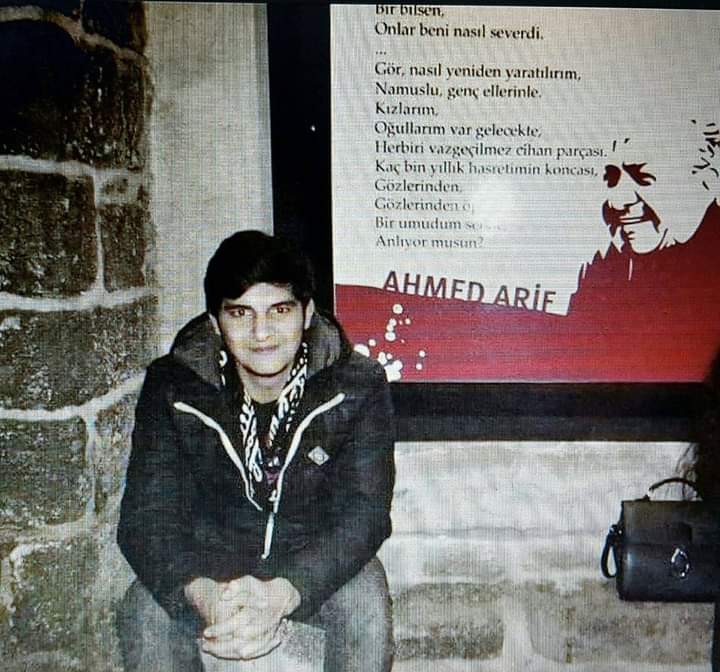 Bir bilsen,
Onlar beni nasıl severdi.
...
Gör, nasıl yeniden yaratılırım,
Namuslu, genç ellerinle.
Kızlarım,
Oğullarım var gelecekte,
Herbiri vazgeçilmez cihan parçası.
Kaç bin yıllık hasretimin koncası,
Gözlerinden,
Gözlerinden
Bir umudum
Anlıyor musun?
AHMED ARİF